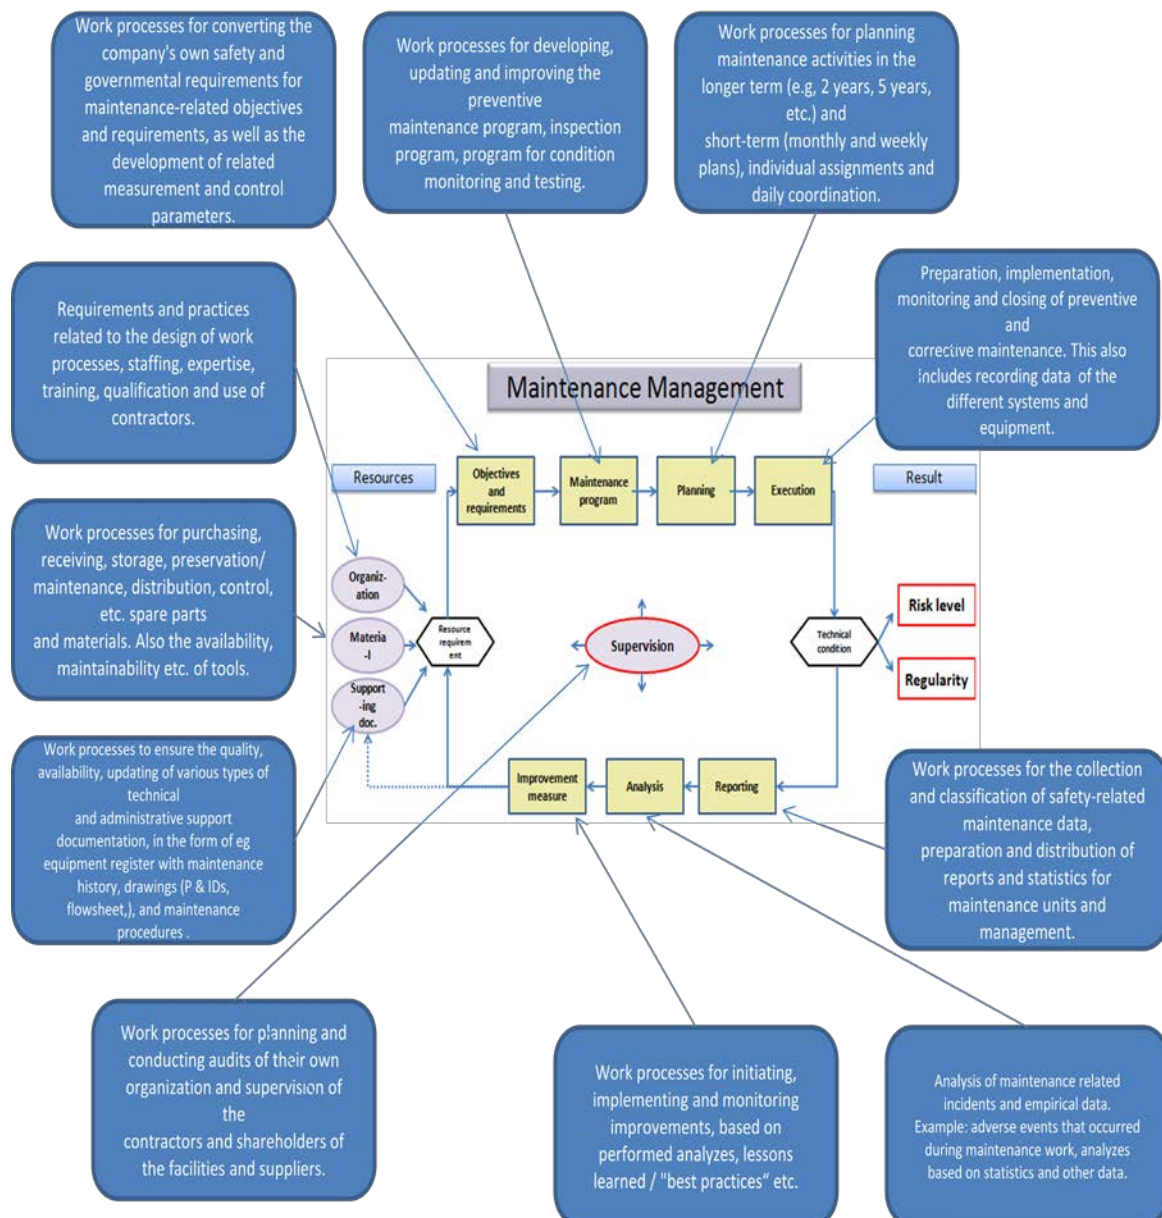 Work processes for converting the
company's own safety and
governmental requirements for
maintenance-related objectives
and requirements, as well as the
development of related
measurement and control
parameters.
Work processes for developing,
updating and improving the
preventive
maintenance program, inspection
program, program for condition
monitoring and testing.
Work processes for planning
maintenance activities in the
longer term (e.g, 2 years, 5 years,
etc.) and
short-term (monthly and weekly
plans), individual assignments and
daily coordination.
Preparation, implementation,
monitoring and closing of preventive
and
corrective maintenance. This also
includes recording data of the
different systems and
equipment.
Requirements and practices
related to the design of work
processes, staffing, expertise,
training, qualification and use of
contractors.
Maintenance Management
Resources
Objectives
and
requirements
Maintenance
program
Planning
Execution
Result
Work processes for purchasing,
receiving, storage, preservation/
maintenance, distribution, control,
etc. spare parts
and materials. Also the availability,
maintainability etc. of tools.
Organiz-
ation
Materia
-l
Support
-ing
doc.
Resource
requirem
ent
Supervision
Technical
condition
Risk level
Regularity
Work processes to ensure the quality,
availability, updating of various types of
technical
and administrative support
documentation, in the form of eg
equipment register with maintenance
history, drawings (P & IDs,
flowsheet,), and maintenance
procedures .
Improvement
measure
Analysis
Reporting
Work processes for the collection
and classification of safety-related
maintenance data,
preparation and distribution of
reports and statistics for
maintenance units and
management.
Work processes for planning and
conducting audits of their own
organization and supervision of
the
contractors and shareholders of
the facilities and suppliers.
Work processes for initiating,
implementing and monitoring
improvements, based on
performed analyzes, lessons
learned / "best practices“ etc.
Analysis of maintenance related
incidents and empirical data.
Example: adverse events that occurred
during maintenance work, analyzes
based on statistics and other data.